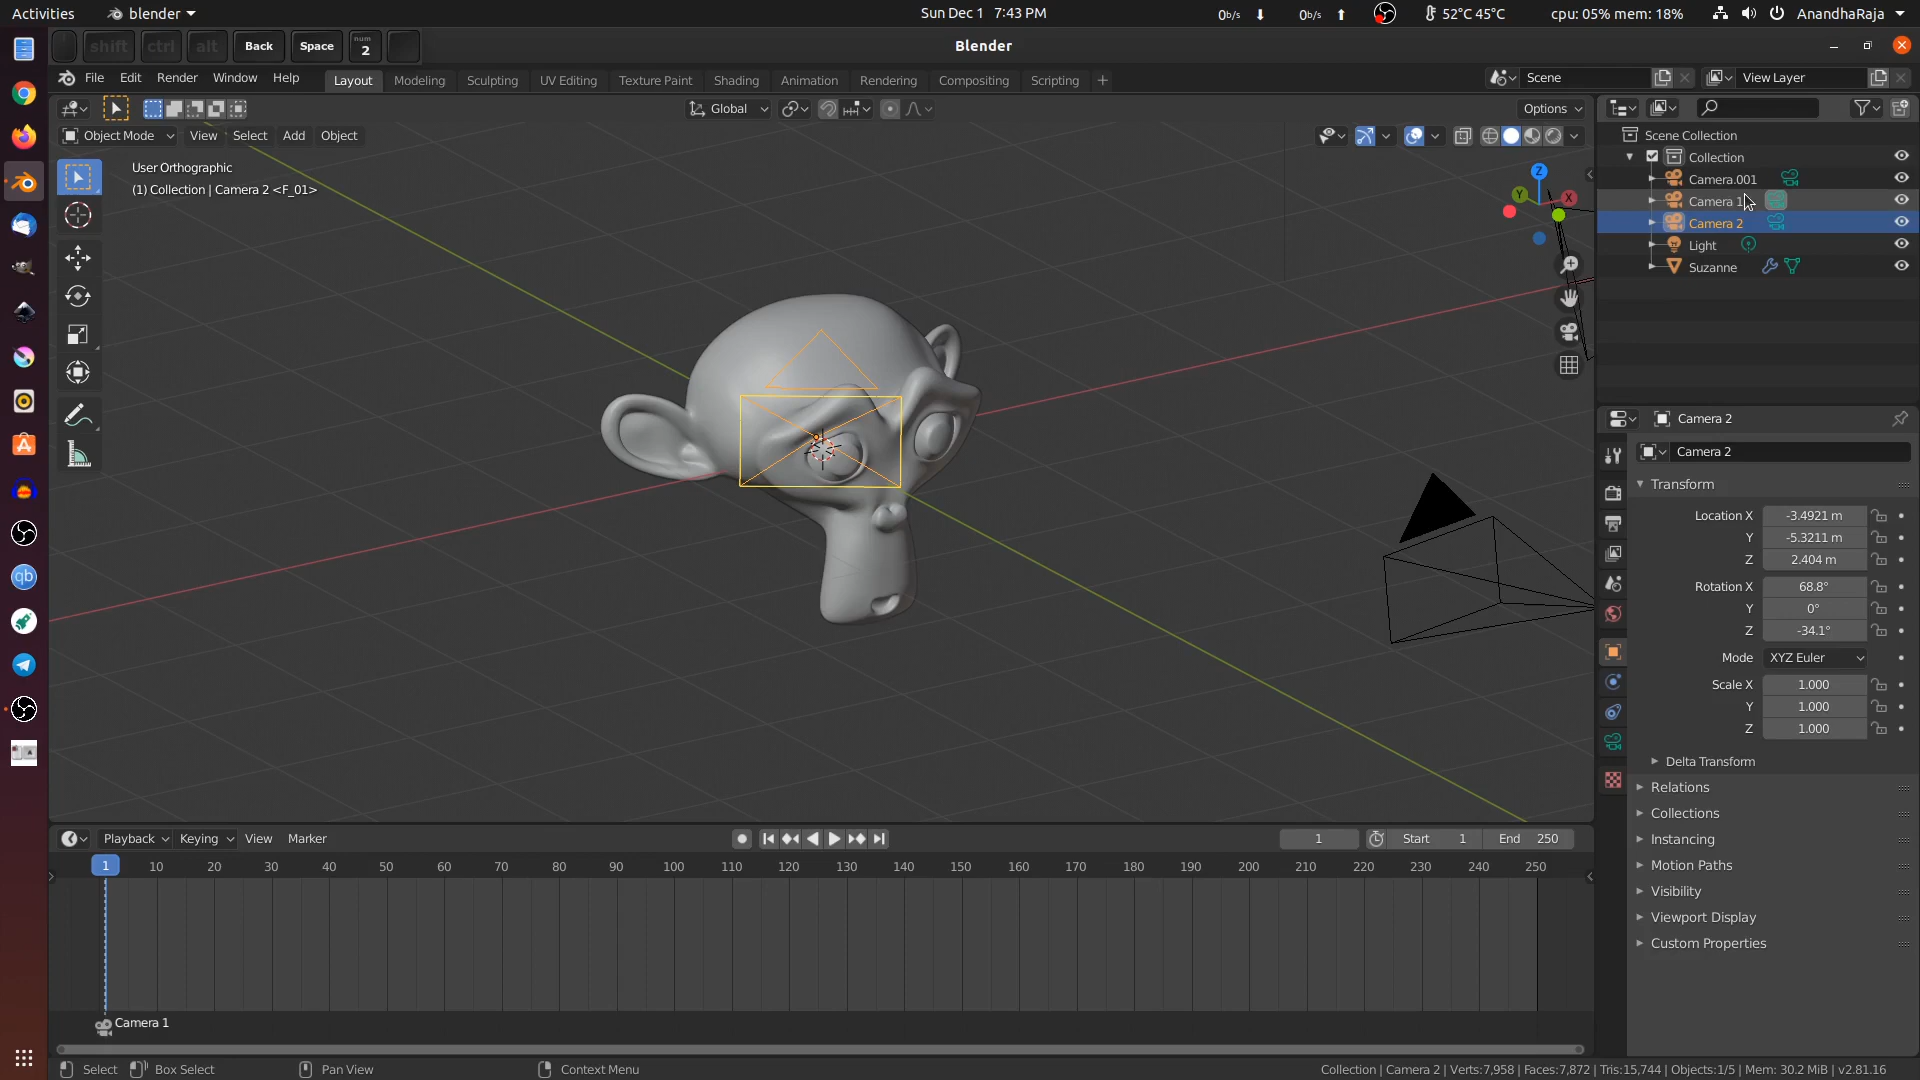 Activities
blender
Sun Dec 1 7:43 PM
0b/s
0b/s
52°C 45°C
cpu: 05% mem: 18%
AnandhaRaja
shift
ctrl
alt
Back
Space
num
2
Blender
File
Edit
Render
Window
Help
Layout
Modeling
Sculpting
UV Editing
Texture Paint
Shading
Animation
Rendering
Compositing
Scripting
+
Scene
View Layer
Global
Options
Object Mode
View
Select
Add
Object
User Orthographic
(1) Collection | Camera 2 <F_01>
Z
Y
X
Scene Collection
Collection
Camera.001
Camera 1
Camera 2
Light
Suzanne
Camera 2
Camera 2
Transform
Location X
-3.4921 m
Y
-5.3211 m
Z
2.404 m
Rotation X
68.8°
Y
0°
Z
-34.1°
Mode
XYZ Euler
Scale X
1.000
Y
1.000
Z
1.000
Delta Transform
Relations
Collections
Instancing
Motion Paths
Visibility
Viewport Display
Custom Properties
Playback
Keying
View
Marker
1
Start 1
End 250
1
10
20
30
40
50
60
70
80
90
100
110
120
130
140
150
160
170
180
190
200
210
220
230
240
250
Camera 1
Select
Box Select
Pan View
Context Menu
Collection | Camera 2 | Verts:7,958 | Faces:7,872 | Tris:15,744 | Objects:1/5 | Mem: 30.2 MiB | v2.81.16